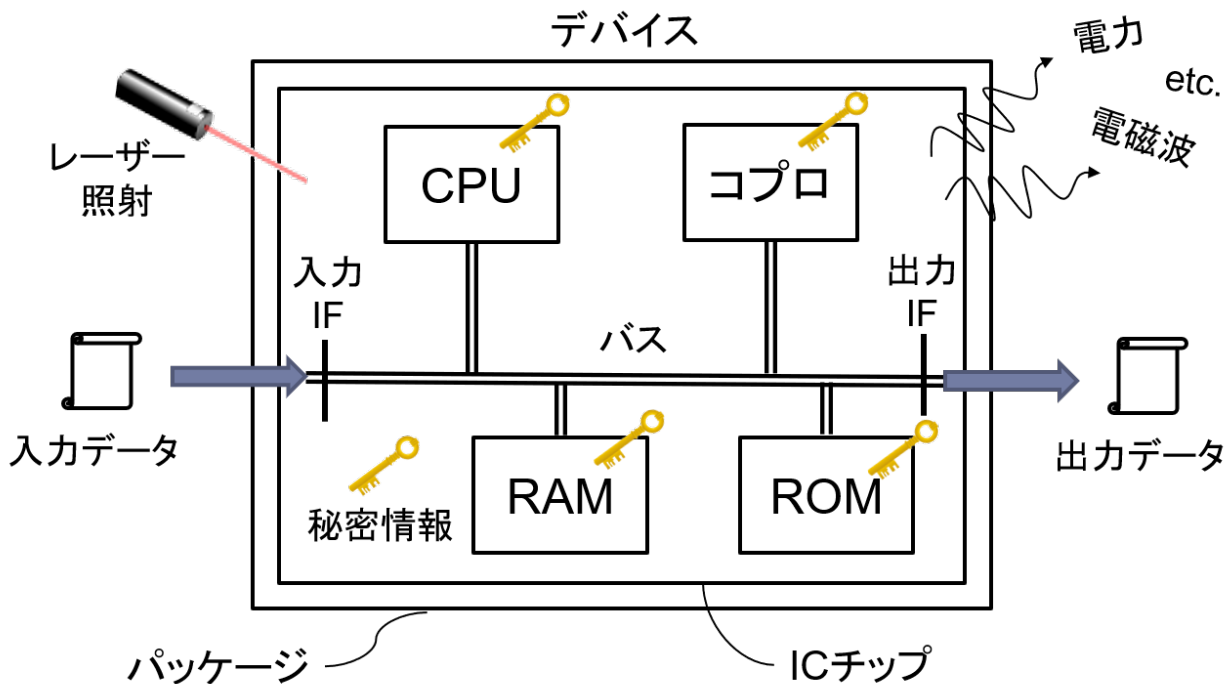 デバイス
電力
etc.
電磁波
レーザー
照射
CPU
コプロ
入力
IF
出力
IF
バス
入力データ
出力データ
秘密情報
RAM
ROM
パッケージ
ICチップ